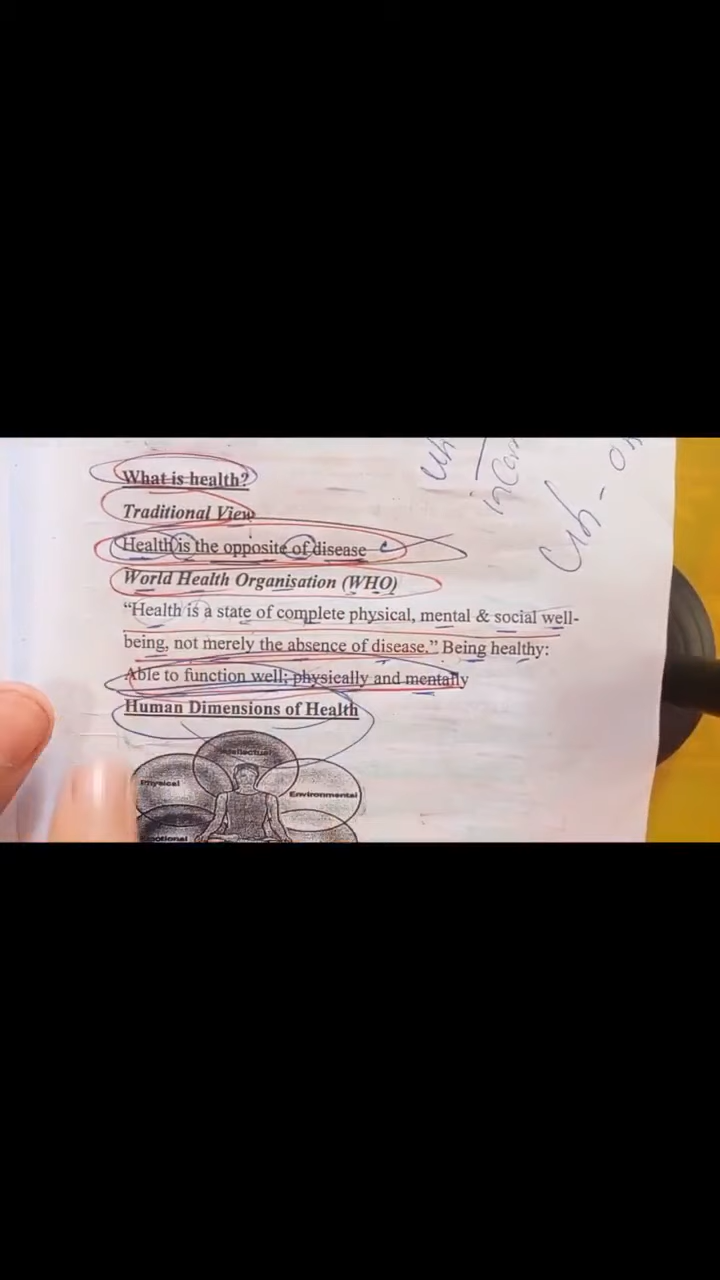 What is health?
Traditional View
Health is the opposite of disease
World Health Organisation (WHO)
“Health is a state of complete physical, mental & social well-
being, not merely the absence of disease.” Being healthy:
Able to function well; physically and mentally
Human Dimensions of Health
Intellectual
Physical
Environmental
Emotional